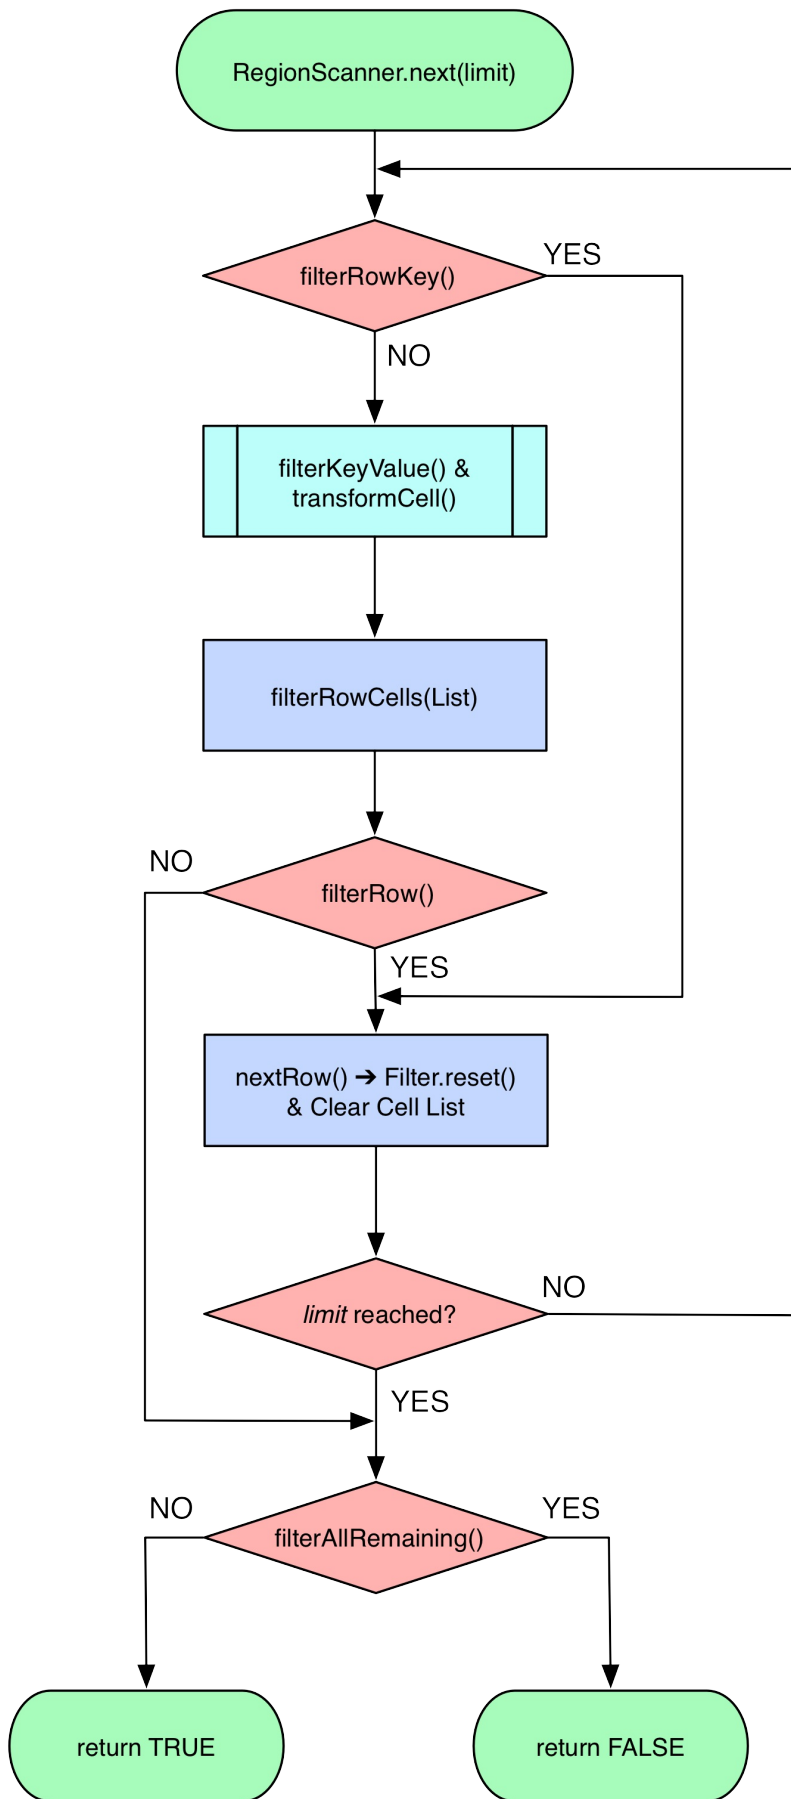 RegionScanner.next(limit)
filterRowKey()
YES
NO
filterKeyValue() &
transformCell()
filterRowCells(List)
NO
filterRow()
YES
nextRow() ➔ Filter.reset()
& Clear Cell List
limit reached?
NO
YES
NO
filterAllRemaining()
YES
return TRUE
return FALSE